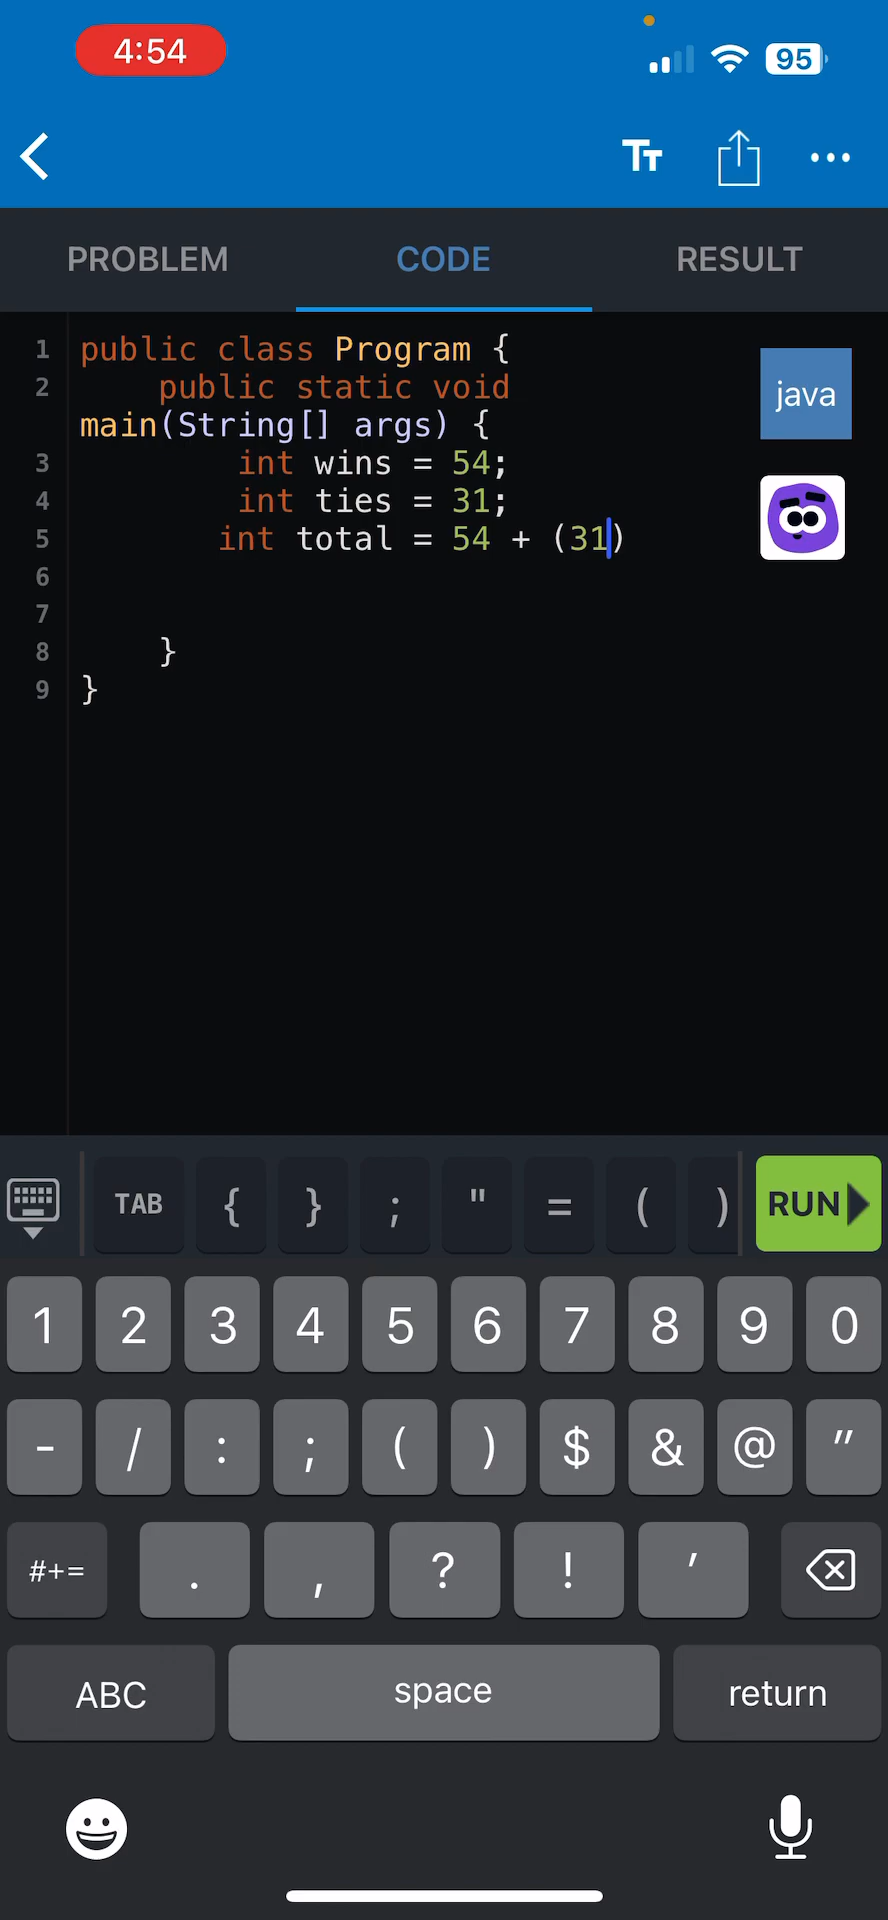 4:54
95
TT
PROBLEM CODE RESULT
1 public class Program {
2 public static void
main(String[] args) {
3 int wins = 54;
4 int ties = 31;
5 int total = 54 + (31)
6
7
8 }
9 }
java
TAB { } ; " = ( ) RUN
1 2 3 4 5 6 7 8 9 0
- / : ; ( ) $ & @ "
#+= . , ? ! '
ABC space return